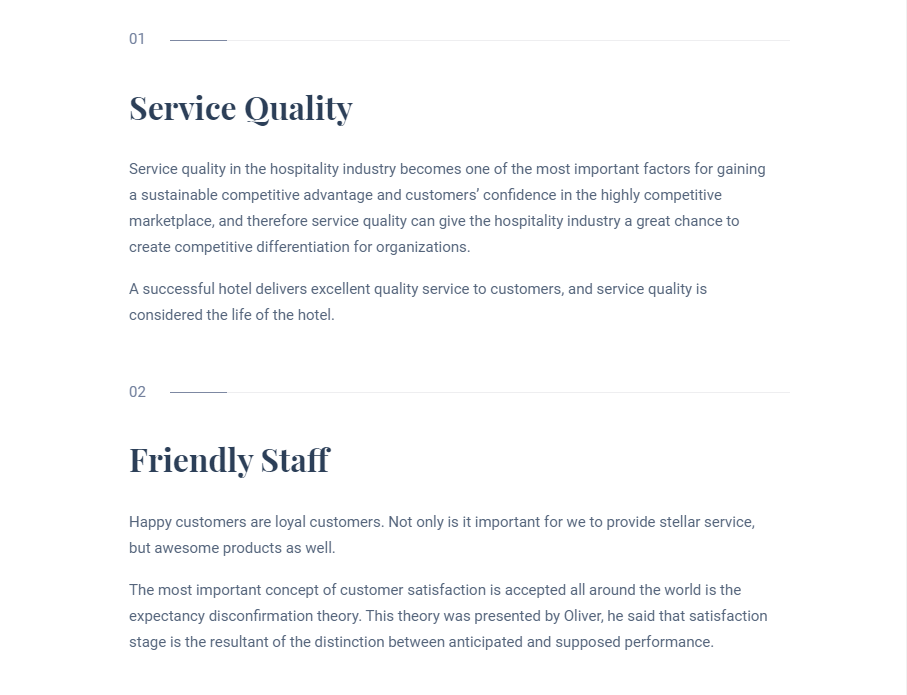 01
Service Quality
Service quality in the hospitality industry becomes one of the most important factors for gaining
a sustainable competitive advantage and customers’ confidence in the highly competitive
marketplace, and therefore service quality can give the hospitality industry a great chance to
create competitive differentiation for organizations.
A successful hotel delivers excellent quality service to customers, and service quality is
considered the life of the hotel.
02
Friendly Staff
Happy customers are loyal customers. Not only is it important for we to provide stellar service,
but awesome products as well.
The most important concept of customer satisfaction is accepted all around the world is the
expectancy disconfirmation theory. This theory was presented by Oliver, he said that satisfaction
stage is the resultant of the distinction between anticipated and supposed performance.